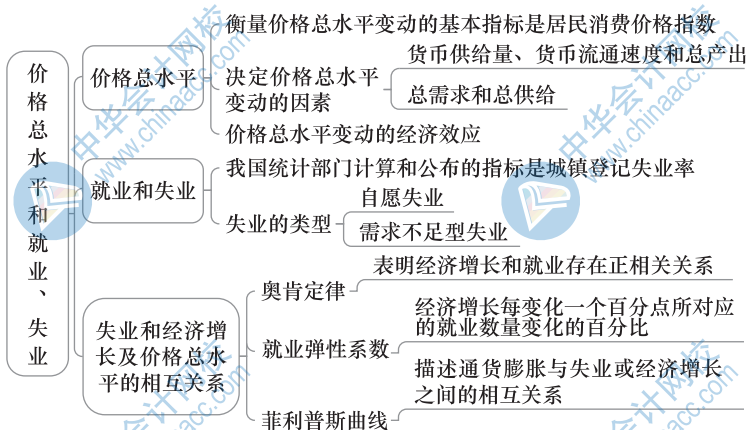 价格总水平和就业、失业
价格总水平
衡量价格总水平变动的基本指标是居民消费价格指数
决定价格总水平
变动的因素
货币供给量、货币流通速度和总产出
总需求和总供给
价格总水平变动的经济效应
就业和失业
我国统计部门计算和公布的指标是城镇登记失业率
失业的类型
自愿失业
需求不足型失业
失业和经济增
长及价格总水
平的相互关系
奥肯定律
表明经济增长和就业存在正相关关系
就业弹性系数
经济增长每变化一个百分点所对应
的就业数量变化的百分比
菲利普斯曲线
描述通货膨胀与失业或经济增长
之间的相互关系
中华会计网校
www.chinaacc.com
中华会计网校
www.chinaacc.com